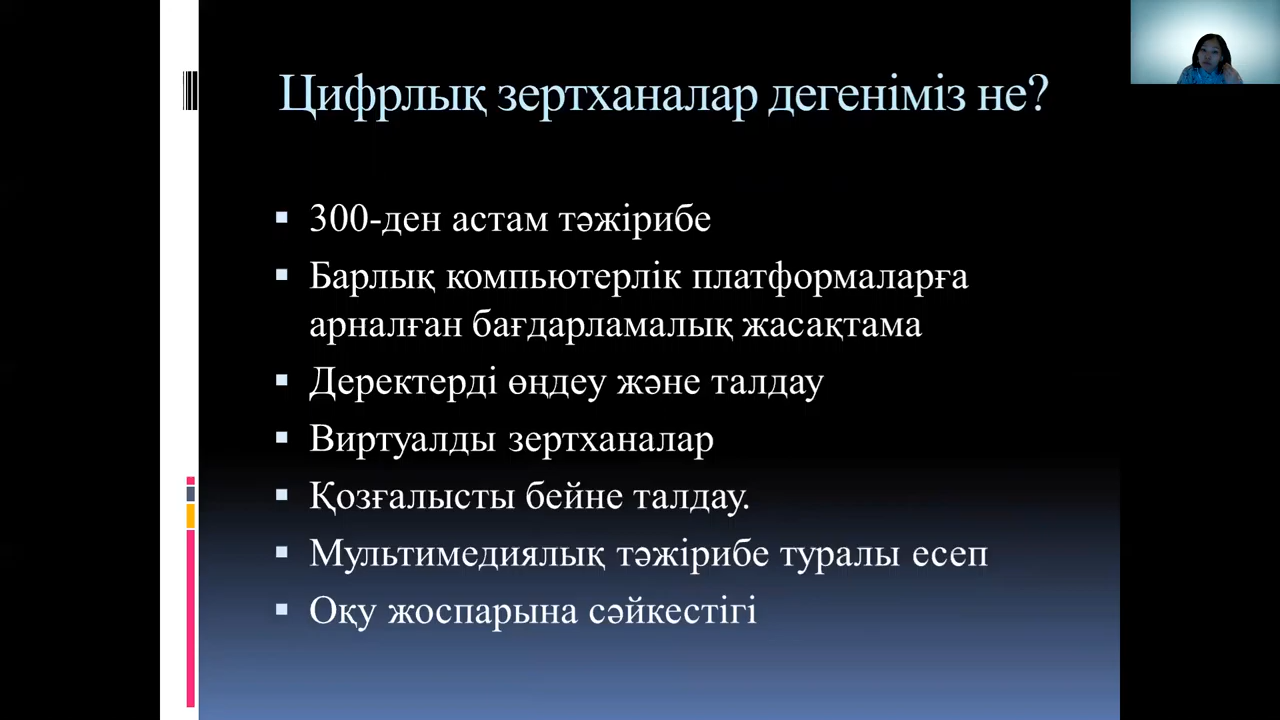 Цифрлық зертханалар дегеніміз не?
300-ден астам тәжірибе
Барлық компьютерлік платформаларға
арналған бағдарламалық жасақтама
Деректерді өңдеу және талдау
Виртуалды зертханалар
Қозғалысты бейне талдау.
Мультимедиялық тәжірибе туралы есеп
Оқу жоспарына сәйкестігі